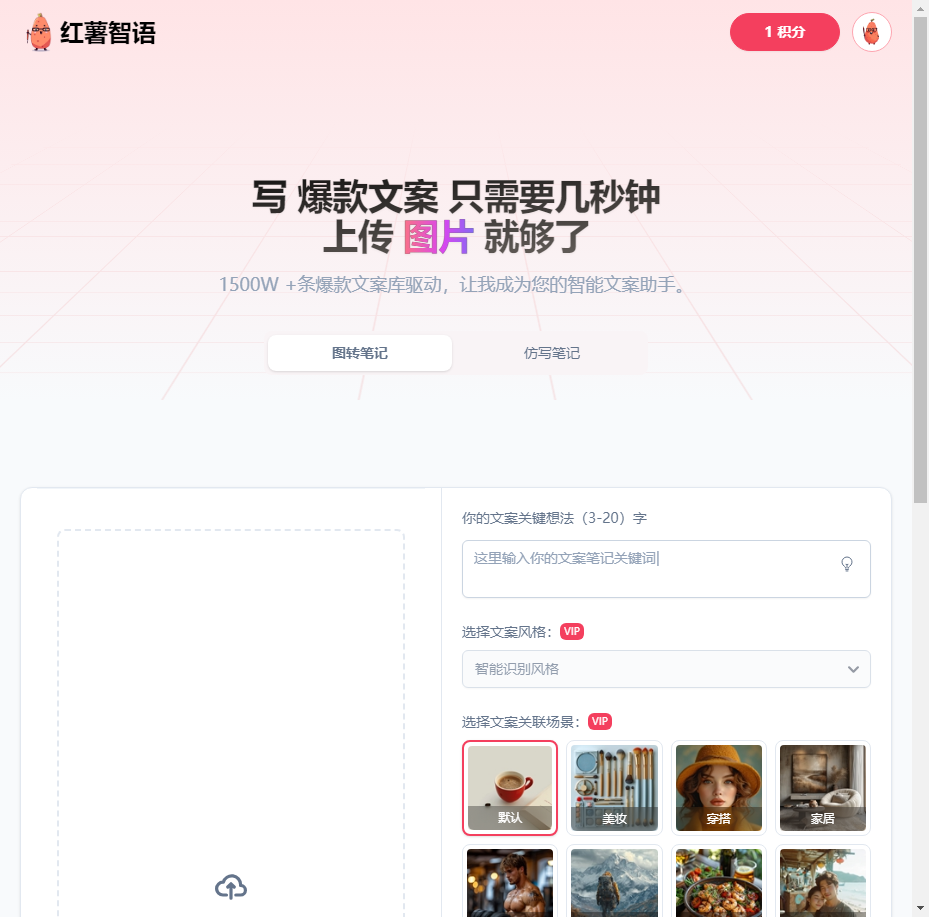 红薯智语
1 积分
写 爆款文案 只需要几秒钟
上传 图片 就够了
1500W +条爆款文案库驱动，让我成为您的智能文案助手。
图转笔记
仿写笔记
你的文案关键想法（3-20）字
这里输入你的文案笔记关键词
选择文案风格： VIP
智能识别风格
选择文案关联场景： VIP
默认
美妆
穿搭
家居